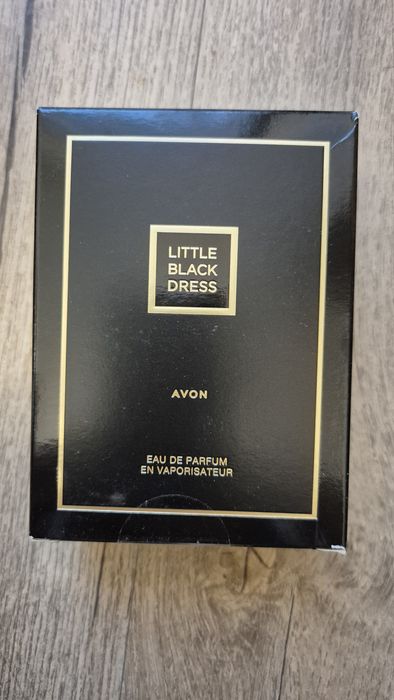 LITTLE
BLACK
DRESS
AVON
EAU DE PARFUM
EN VAPORISATEUR